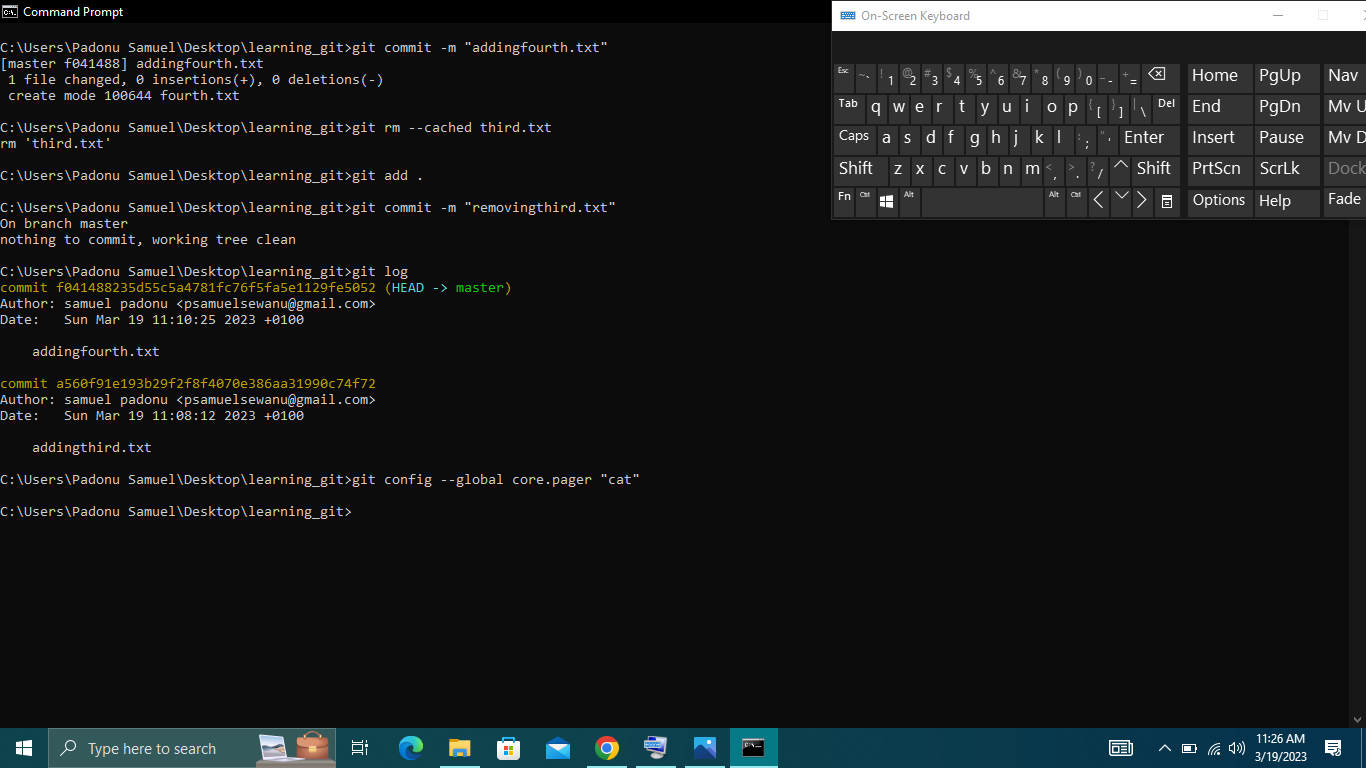 Command Prompt
C:\Users\Padonu Samuel\Desktop\learning_git>git commit -m "addingfourth.txt"
[master f041488] addingfourth.txt
 1 file changed, 0 insertions(+), 0 deletions(-)
 create mode 100644 fourth.txt
C:\Users\Padonu Samuel\Desktop\learning_git>git rm --cached third.txt
rm 'third.txt'
C:\Users\Padonu Samuel\Desktop\learning_git>git add .
C:\Users\Padonu Samuel\Desktop\learning_git>git commit -m "removingthird.txt"
On branch master
nothing to commit, working tree clean
C:\Users\Padonu Samuel\Desktop\learning_git>git log
commit f041488235d55c5a4781fc76f5fa5e1129fe5052 (HEAD -> master)
Author: samuel padonu <psamuelsewanu@gmail.com>
Date:   Sun Mar 19 11:10:25 2023 +0100
    addingfourth.txt
commit a560f91e193b29f2f8f4070e386aa31990c74f72
Author: samuel padonu <psamuelsewanu@gmail.com>
Date:   Sun Mar 19 11:08:12 2023 +0100
    addingthird.txt
C:\Users\Padonu Samuel\Desktop\learning_git>git config --global core.pager "cat"
C:\Users\Padonu Samuel\Desktop\learning_git>
On-Screen Keyboard
Esc ~ ` ! 1 @ 2 # 3 $ 4 % 5 ^ 6 & 7 * 8 ( 9 ) 0 _ - + = Home PgUp Nav
Tab q w e r t y u i o p { [ } ] | \ Del End PgDn Mv U
Caps a s d f g h j k l : ; " ' Enter Insert Pause Mv D
Shift z x c v b n m < , > . ? / Shift PrtScn ScrLk Dock
Fn Ctrl Alt Alt Ctrl Options Help Fade
Type here to search
11:26 AM
3/19/2023